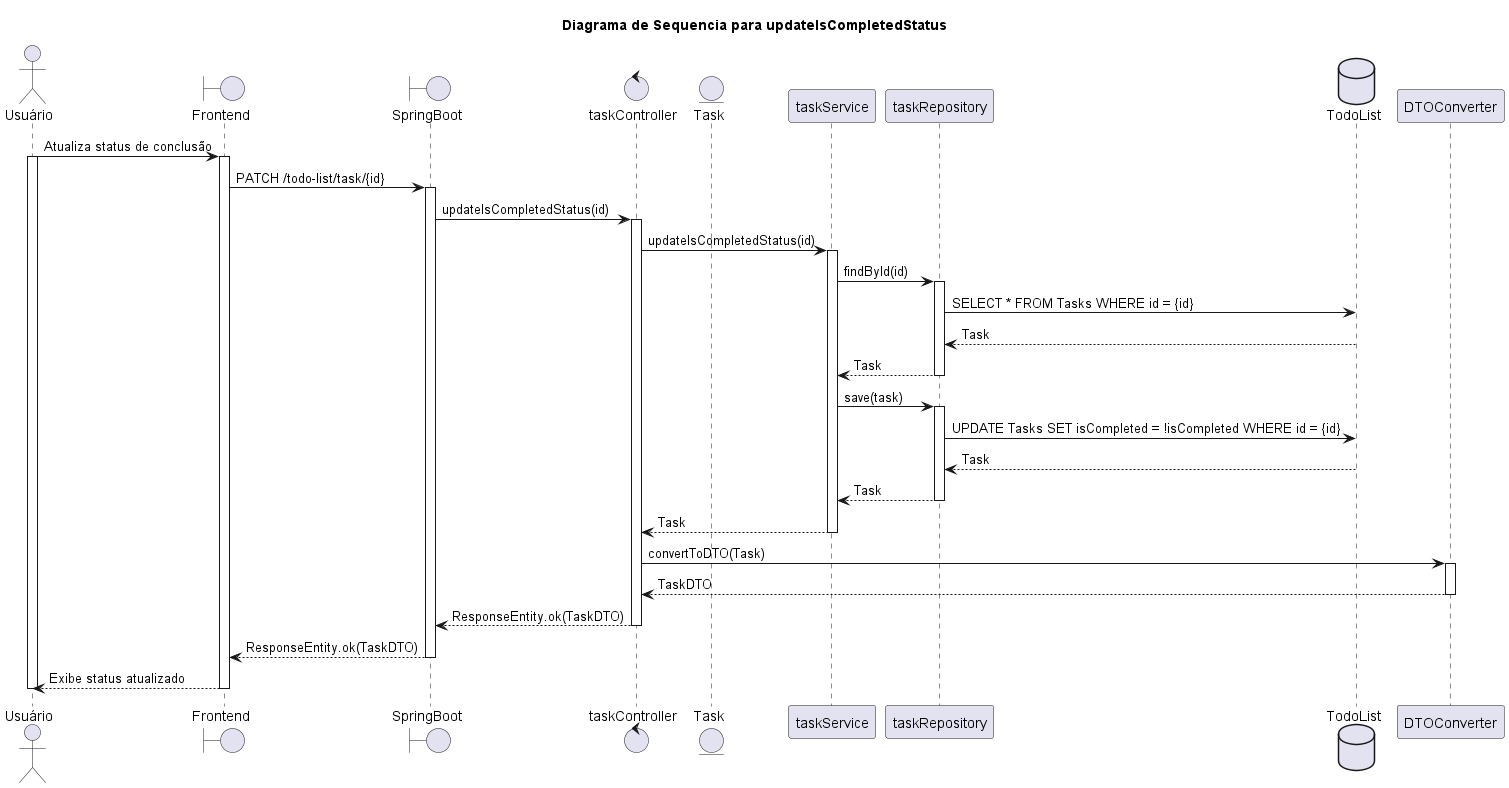 Diagrama de Sequencia para updateIsCompletedStatus
Usuário
Frontend
SpringBoot
taskController
Task
taskService
taskRepository
TodoList
DTOConverter
Atualiza status de conclusão
PATCH /todo-list/task/{id}
updateIsCompletedStatus(id)
updateIsCompletedStatus(id)
findById(id)
SELECT * FROM Tasks WHERE id = {id}
Task
Task
save(task)
UPDATE Tasks SET isCompleted = !isCompleted WHERE id = {id}
Task
Task
Task
convertToDTO(Task)
TaskDTO
ResponseEntity.ok(TaskDTO)
ResponseEntity.ok(TaskDTO)
Exibe status atualizado
Usuário
Frontend
SpringBoot
taskController
Task
taskService
taskRepository
TodoList
DTOConverter